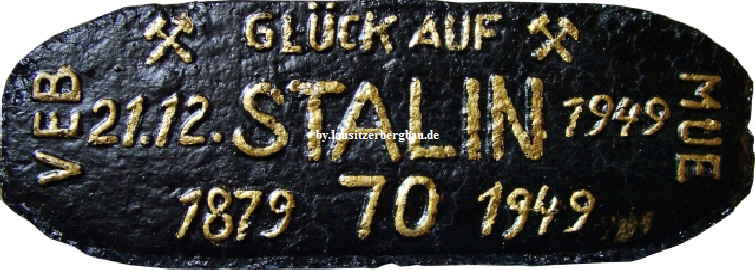 GLÜCK AUF
VEB
21.12. STALIN 1949
MUE
by.lausitzerbergbau.de
1879 70 1949